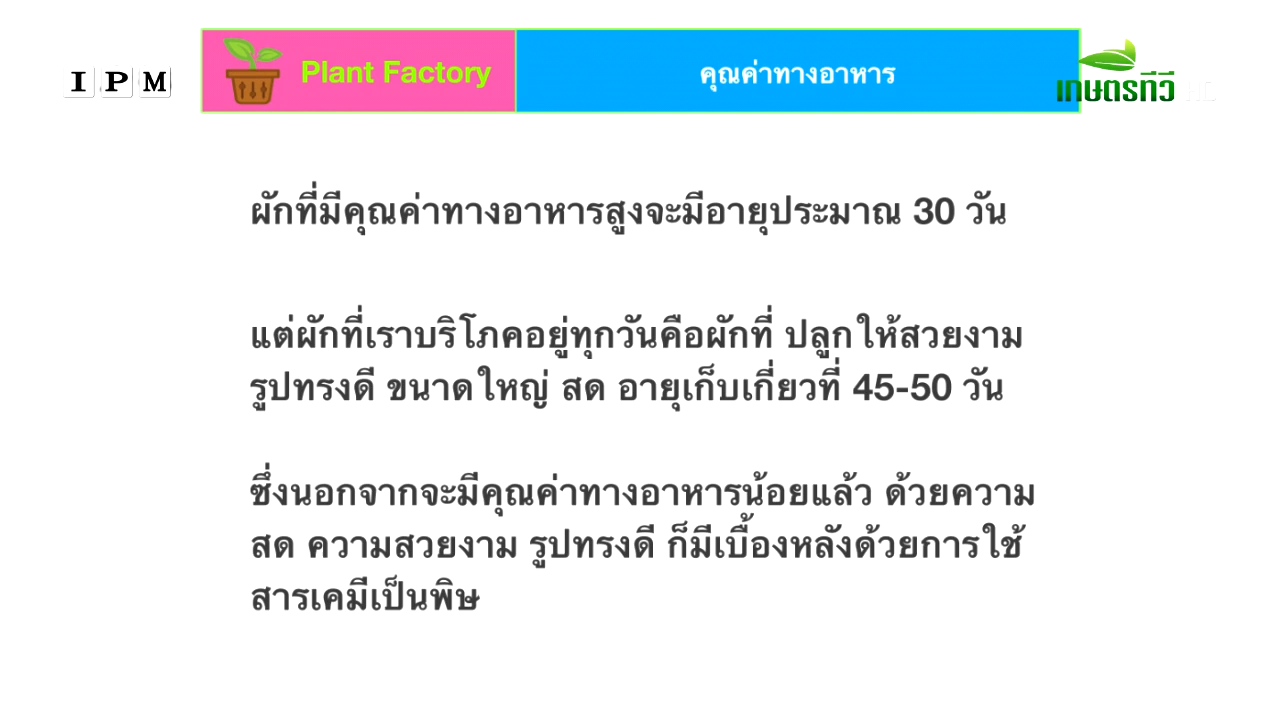 IPM
Plant Factory
คุณค่าทางอาหาร
เกษตรทีวี HD
ผักที่มีคุณค่าทางอาหารสูงจะมีอายุประมาณ 30 วัน
แต่ผักที่เราบริโภคอยู่ทุกวันคือผักที่ ปลูกให้สวยงาม
รูปทรงดี ขนาดใหญ่ สด อายุเก็บเกี่ยวที่ 45-50 วัน
ซึ่งนอกจากจะมีคุณค่าทางอาหารน้อยแล้ว ด้วยความ
สด ความสวยงาม รูปทรงดี ก็มีเบื้องหลังด้วยการใช้
สารเคมีเป็นพิษ